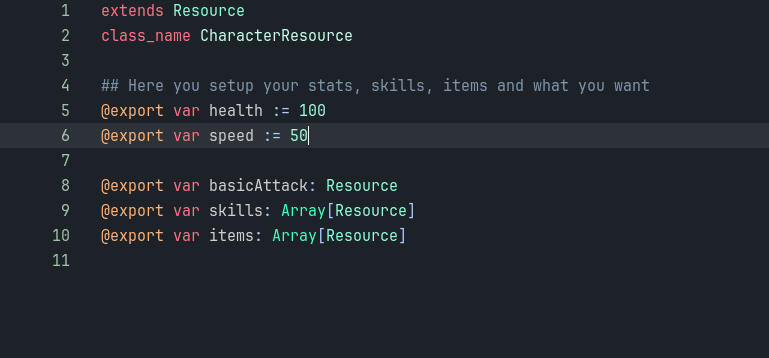 1 extends Resource
2 class_name CharacterResource
3
4 ## Here you setup your stats, skills, items and what you want
5 @export var health := 100
6 @export var speed := 50
7
8 @export var basicAttack: Resource
9 @export var skills: Array[Resource]
10 @export var items: Array[Resource]
11